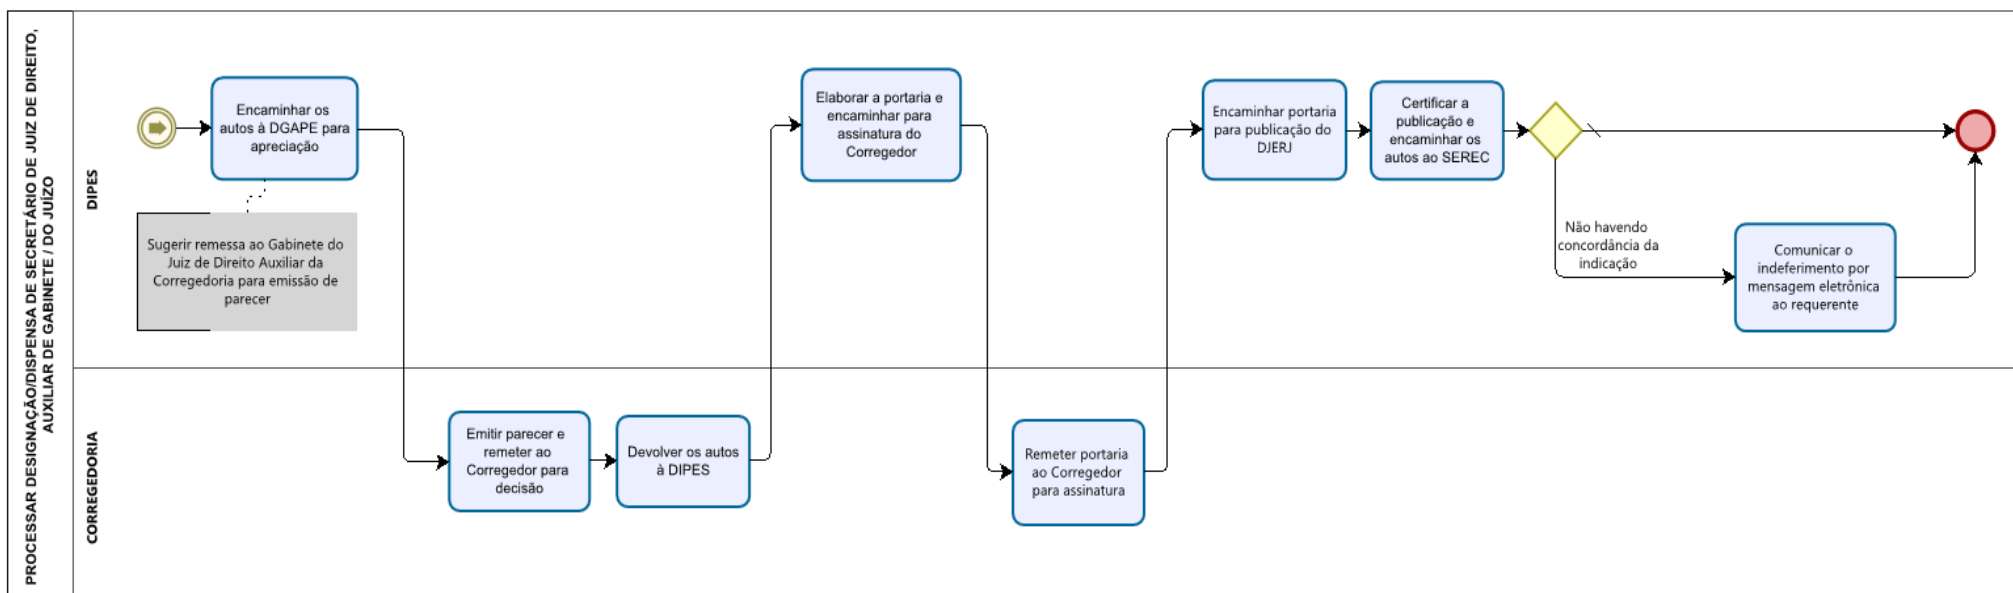 PROCESSAR DESIGNAÇÃO/DISPENSA DE SECRETÁRIO DE JUIZ DE DIREITO,
AUXILIAR DE GABINETE / DO JUÍZO
DIPES
Encaminhar os
autos à DGAPE para
apreciação
Sugerir remessa ao Gabinete do
Juiz de Direito Auxiliar da
Corregedoria para emissão de
parecer
Elaborar a portaria e
encaminhar para
assinatura do
Corregedor
Encaminhar portaria
para publicação do
DJERJ
Certificar a
publicação e
encaminhar os
autos ao SEREC
Não havendo
concordância da
indicação
Comunicar o
indeferimento por
mensagem eletrônica
ao requerente
CORREGEDORIA
Emitir parecer e
remeter ao
Corregedor para
decisão
Devolver os autos
à DIPES
Remeter portaria
ao Corregedor
para assinatura